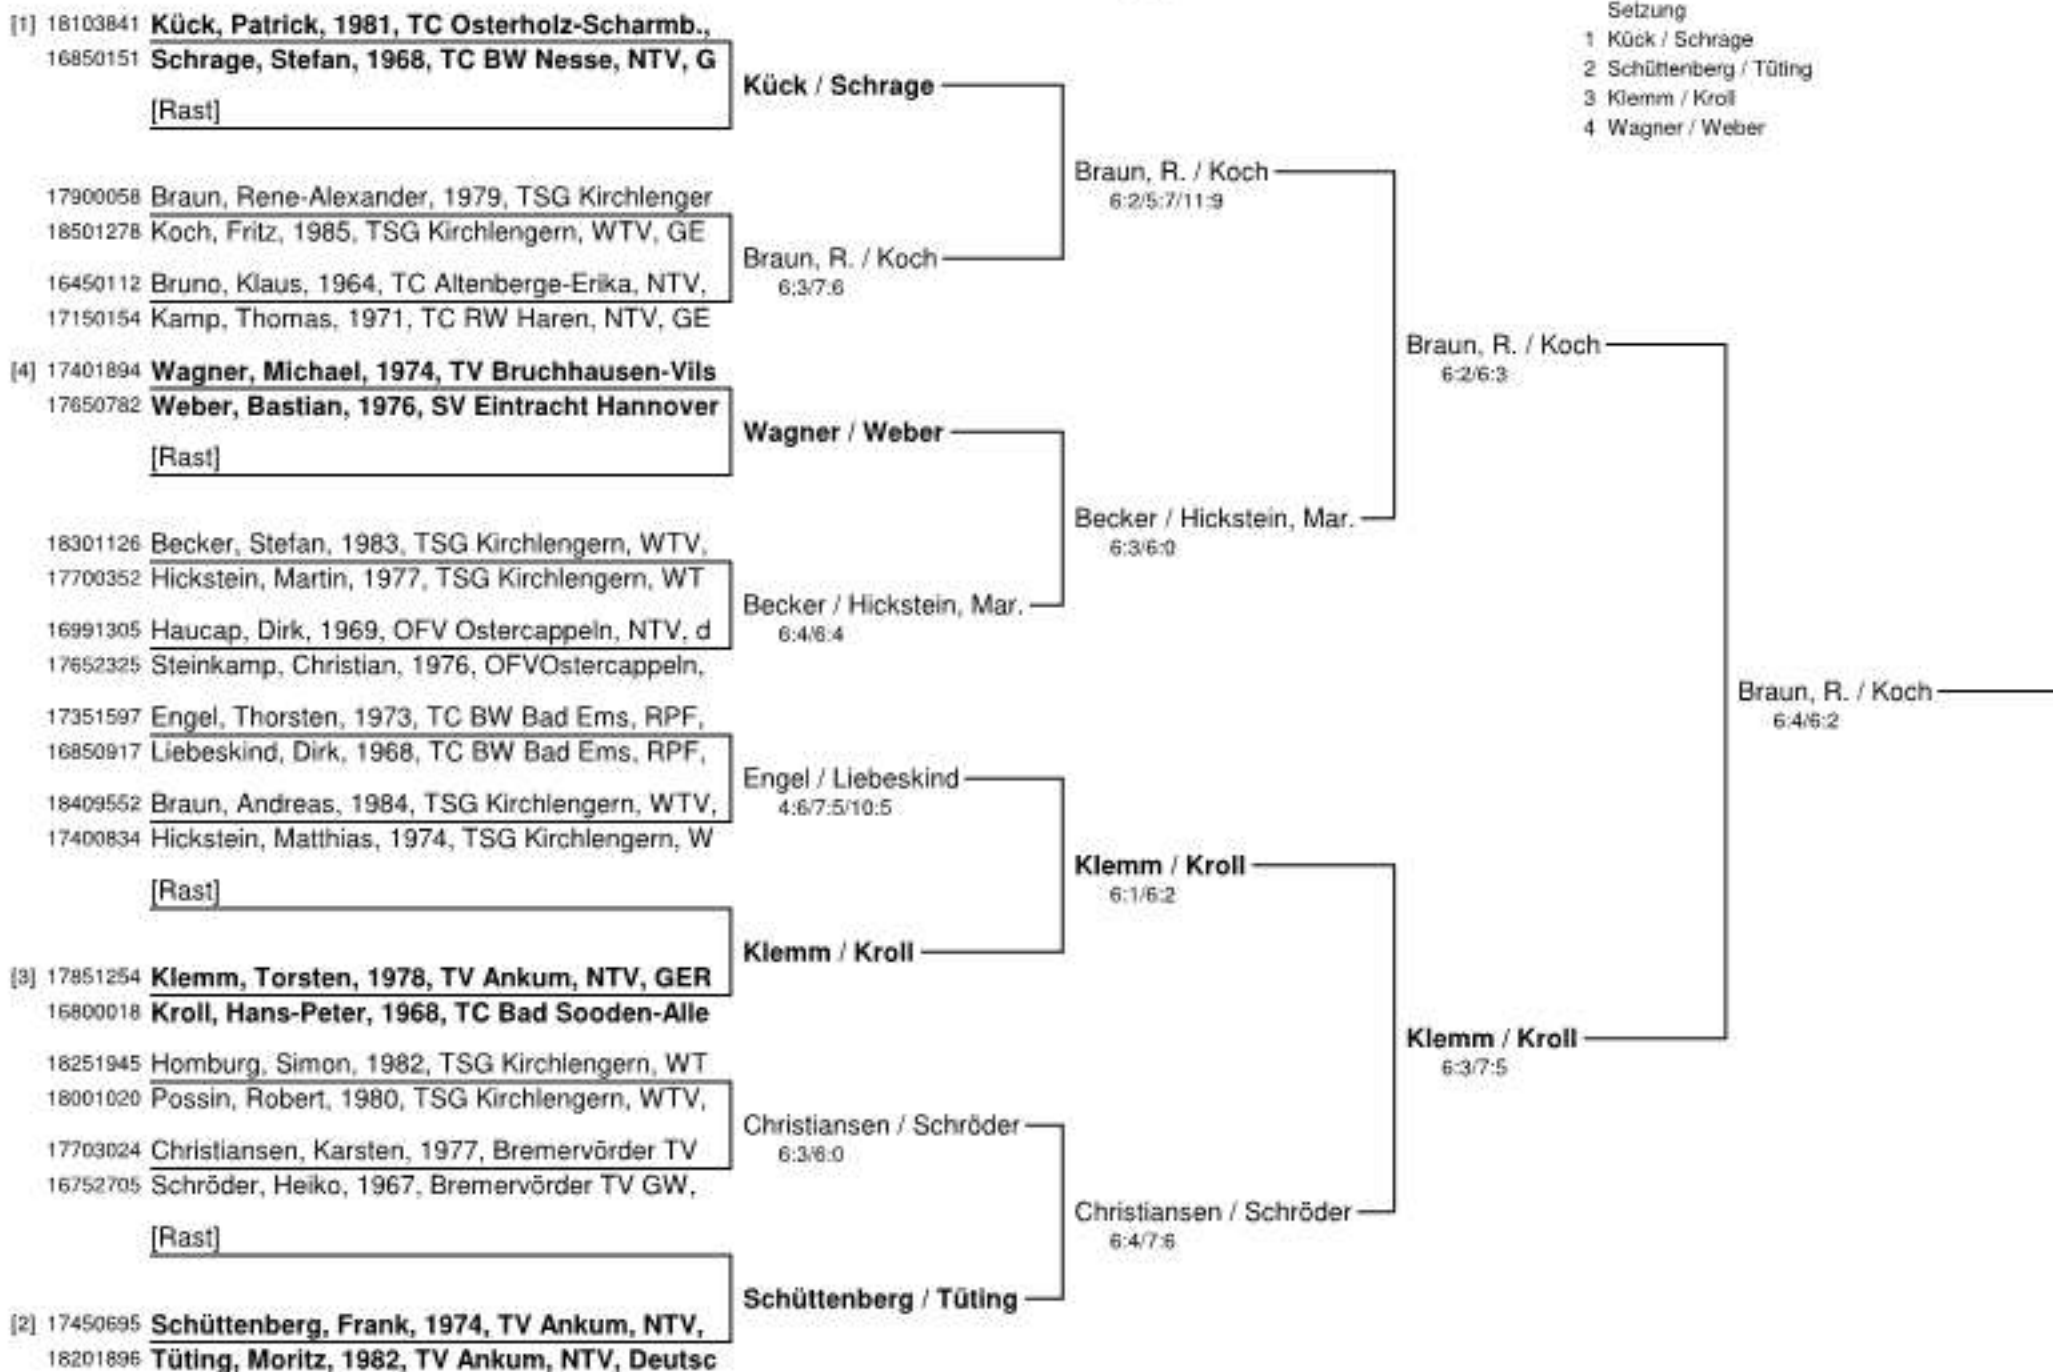 Setzung
1 Kück / Schrage
2 Schüttenberg / Tüting
3 Klemm / Kroll
4 Wagner / Weber
[1] 18103841 Kück, Patrick, 1981, TC Osterholz-Scharmb.,
16850151 Schrage, Stefan, 1968, TC BW Nesse, NTV, G
Kück / Schrage
[Rast]
Braun, R. / Koch
6:2/5:7/11:9
17900058 Braun, Rene-Alexander, 1979, TSG Kirchlenger
18501278 Koch, Fritz, 1985, TSG Kirchlengern, WTV, GE
Braun, R. / Koch
6:3/7:6
16450112 Bruno, Klaus, 1964, TC Altenberge-Erika, NTV,
17150154 Kamp, Thomas, 1971, TC RW Haren, NTV, GE
Braun, R. / Koch
6:2/6:3
[4] 17401894 Wagner, Michael, 1974, TV Bruchhausen-Vils
17650782 Weber, Bastian, 1976, SV Eintracht Hannover
Wagner / Weber
[Rast]
Becker / Hickstein, Mar.
6:3/6:0
18301126 Becker, Stefan, 1983, TSG Kirchlengern, WTV,
17700352 Hickstein, Martin, 1977, TSG Kirchlengern, WT
Becker / Hickstein, Mar.
6:4/6:4
16991305 Haucap, Dirk, 1969, OFV Ostercappeln, NTV, d
17652325 Steinkamp, Christian, 1976, OFVOstercappeln,
Braun, R. / Koch
6:4/6:2
17351597 Engel, Thorsten, 1973, TC BW Bad Ems, RPF,
16850917 Liebeskind, Dirk, 1968, TC BW Bad Ems, RPF,
Engel / Liebeskind
4:6/7:5/10:5
18409552 Braun, Andreas, 1984, TSG Kirchlengern, WTV,
17400834 Hickstein, Matthias, 1974, TSG Kirchlengern, W
Klemm / Kroll
6:1/6:2
[Rast]
Klemm / Kroll
[3] 17851254 Klemm, Torsten, 1978, TV Ankum, NTV, GER
16800018 Kroll, Hans-Peter, 1968, TC Bad Sooden-Alle
Klemm / Kroll
6:3/7:5
18251945 Homburg, Simon, 1982, TSG Kirchlengern, WT
18001020 Possin, Robert, 1980, TSG Kirchlengern, WTV,
Christiansen / Schröder
6:3/6:0
17703024 Christiansen, Karsten, 1977, Bremervörder TV
16752705 Schröder, Heiko, 1967, Bremervörder TV GW,
Christiansen / Schröder
6:4/7:6
[Rast]
Schüttenberg / Tüting
[2] 17450695 Schüttenberg, Frank, 1974, TV Ankum, NTV,
18201896 Tüting, Moritz, 1982, TV Ankum, NTV, Deutsc